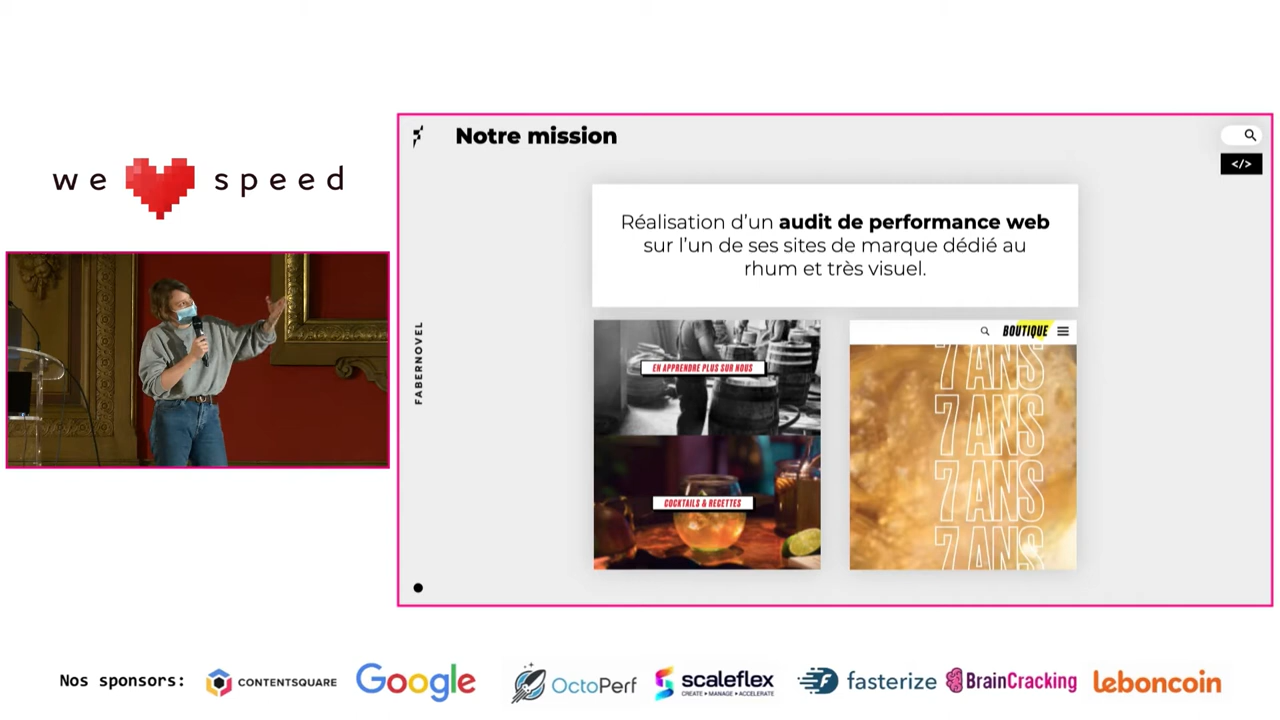 we speed
Notre mission
</>
Réalisation d'un audit de performance web
sur l'un de ses sites de marque dédié au
rhum et très visuel.
FABERNOVEL
EN APPRENDRE PLUS SUR NOUS
COCKTAILS & RECETTES
BOUTIQUE
7 ANS
7 ANS
7 ANS
7 ANS
Nos sponsors:
CONTENTSQUARE
Google
OctoPerf
scaleflex
CREATE • MANAGE • ACCELERATE
fasterize
BrainCracking
leboncoin